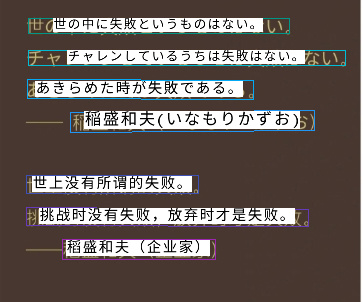 世の中に失敗というものはない。
チャレンしているうちは失敗はない。
あきらめた時が失敗である。
稲盛和夫(いなもりかずお)
世上没有所谓的失败。
挑战时没有失败，放弃时才是失败。
稲盛和夫（企业家）